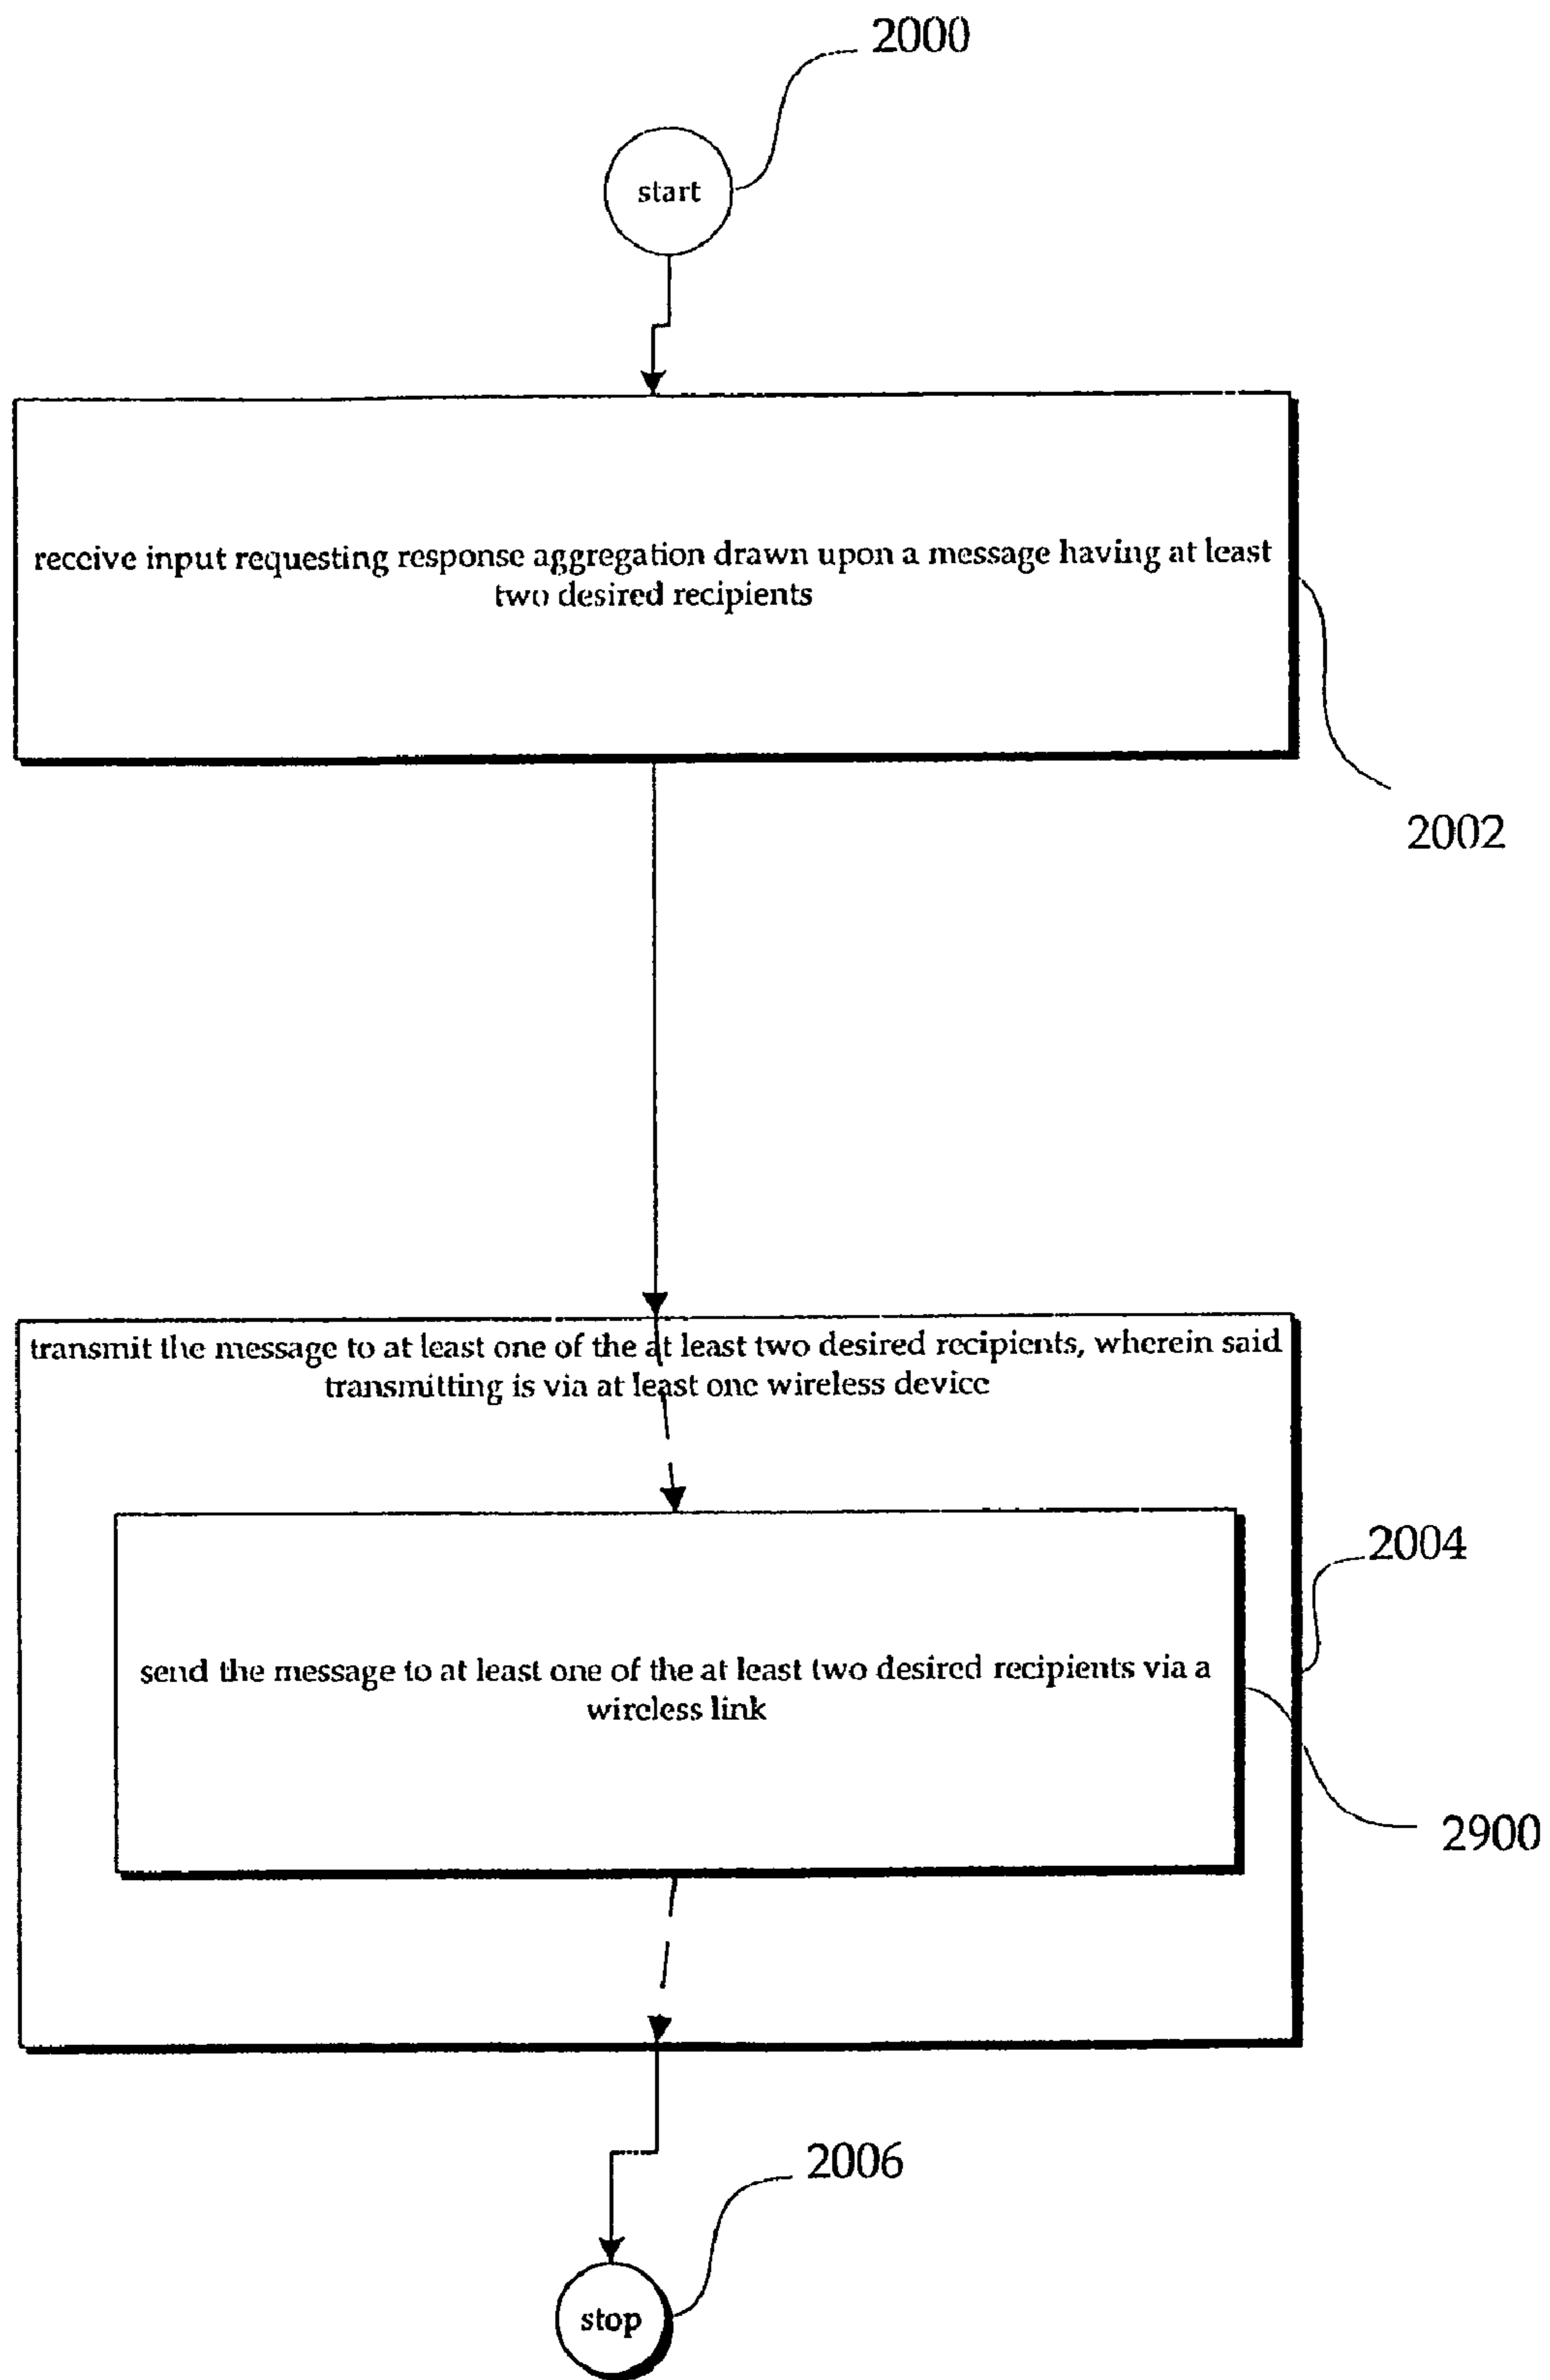 2000
start
receive input requesting response aggregation drawn upon a message having at least
two desired recipients
2002
transmit the message to at least one of the at least two desired recipients, wherein said
transmitting is via at least one wireless device
2004
send the message to at least one of the at least two desired recipients via a
wireless link
2900
2006
stop